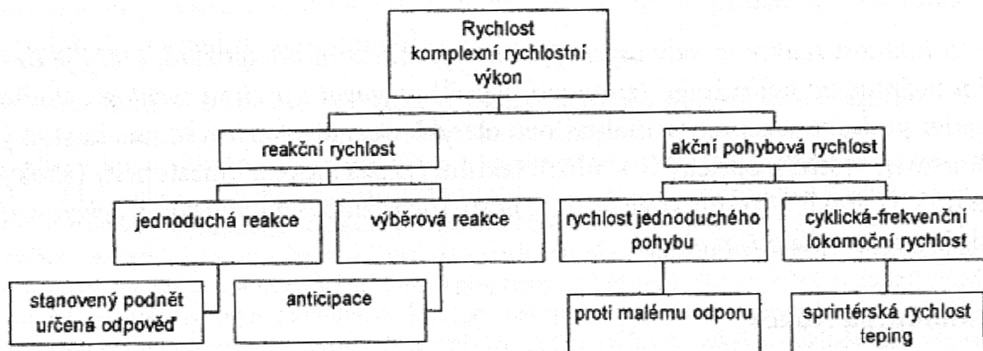 Rychlost
komplexní rychlostní
výkon
reakční rychlost
akční pohybová rychlost
jednoduchá reakce
výběrová reakce
rychlost jednoduchého
pohybu
cyklická-frekvenční
lokomoční rychlost
stanovený podnět
určená odpověď
anticipace
proti malému odporu
sprintérská rychlost
teping